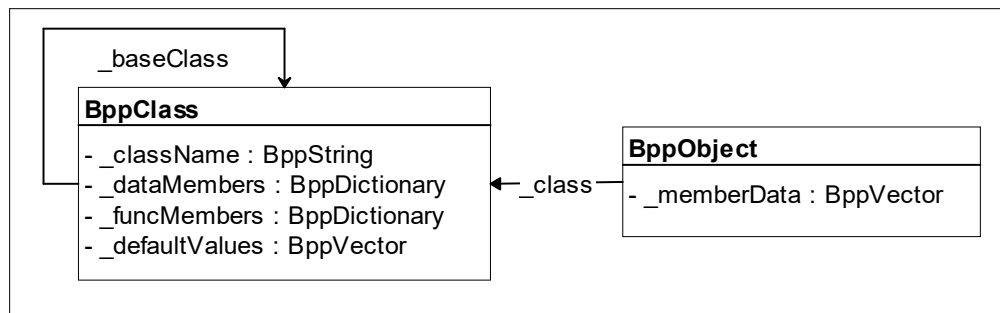 _baseClass
BppClass
- _className : BppString
- _dataMembers : BppDictionary
- _funcMembers : BppDictionary
- _defaultValues : BppVector
_class
BppObject
- _memberData : BppVector